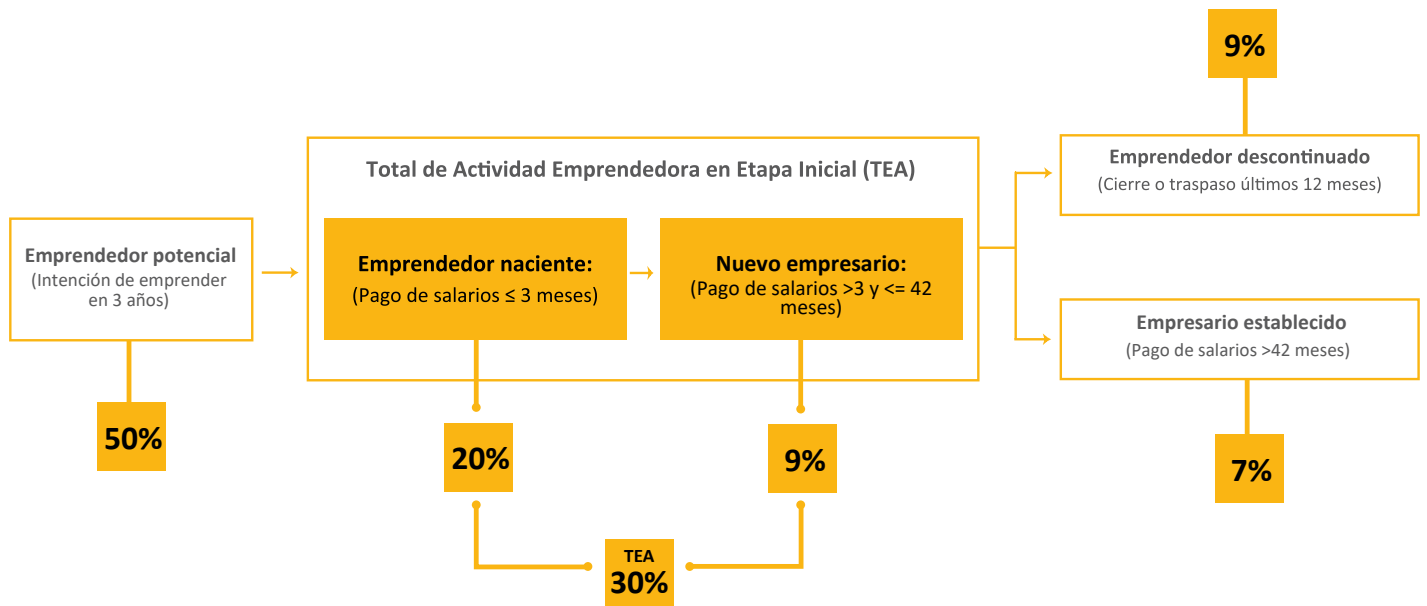 9%
Total de Actividad Emprendedora en Etapa Inicial (TEA)
Emprendedor descontinuado
(Cierre o traspaso últimos 12 meses)
Emprendedor potencial
(Intención de emprender
en 3 años)
Emprendedor naciente:
(Pago de salarios ≤ 3 meses)
Nuevo empresario:
(Pago de salarios >3 y <= 42
meses)
Empresario establecido
(Pago de salarios >42 meses)
50%
20%
9%
7%
TEA
30%